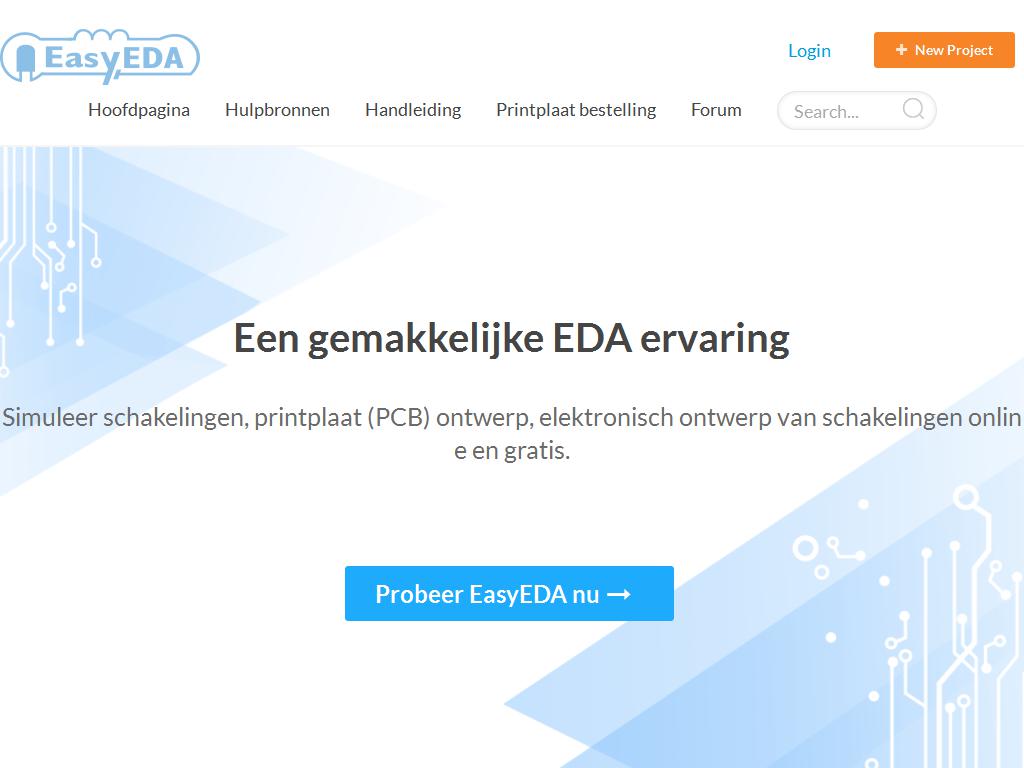 EasyEDA
Login
New Project
Hoofdpagina
Hulpbronnen
Handleiding
Printplaat bestelling
Forum
Search...
Een gemakkelijke EDA ervaring
Simuleer schakelingen, printplaat (PCB) ontwerp, elektronisch ontwerp van schakelingen onlin
e en gratis.
Probeer EasyEDA nu →